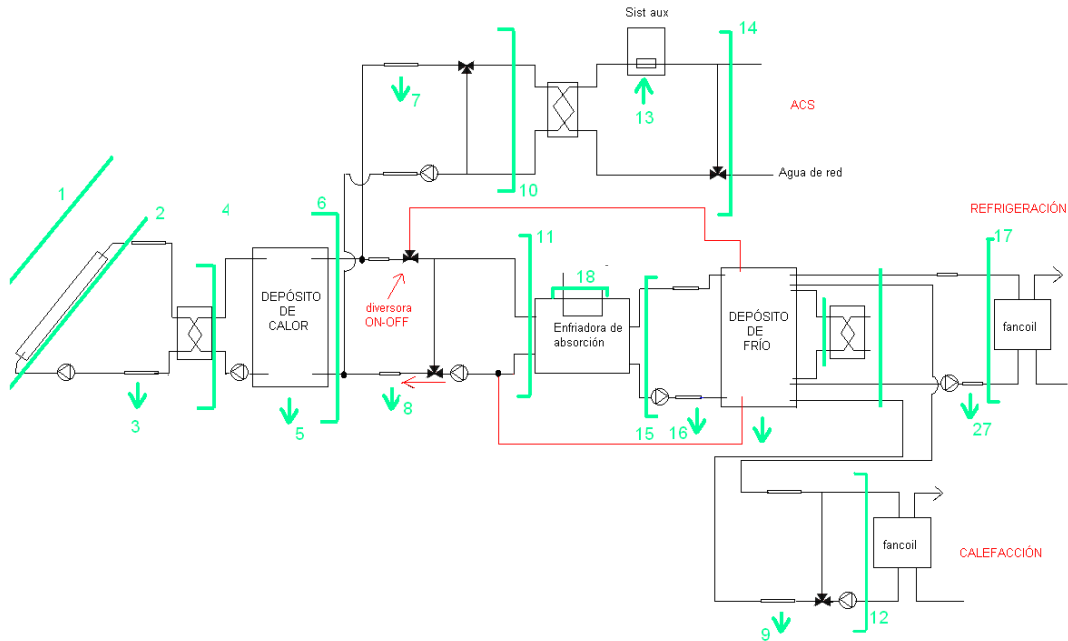 Sist aux
14
7
13
ACS
10
Agua de red
1
2
4
6
11
REFRIGERACIÓN
17
18
DEPÓSITO
DE
CALOR
diversora
ON-OFF
Enfriadora de
absorción
DEPÓSITO
DE
FRÍO
fancoil
3
5
8
15
16
27
fancoil
CALEFACCIÓN
9
12